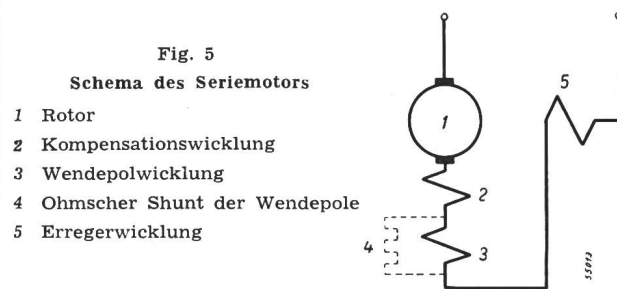 Fig. 5
Schema des Seriemotors
1 Rotor
2 Kompensationswicklung
3 Wendepolwicklung
4 Ohmscher Shunt der Wendepole
5 Erregerwicklung
1
2
3
4
5